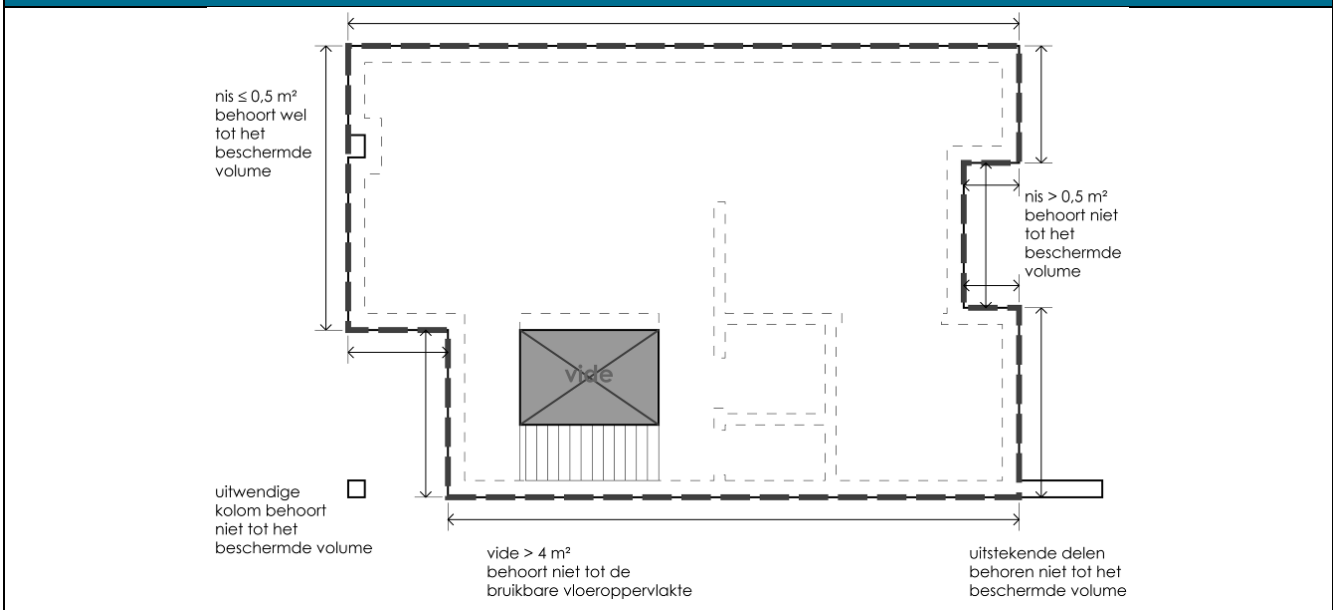 nis ≤ 0,5 m²
behoort wel
tot het
beschermde
volume
nis > 0,5 m²
behoort niet
tot het
beschermde
volume
vide
uitwendige
kolom behoort
niet tot het
beschermde volume
vide > 4 m²
behoort niet tot de
bruikbare vloeroppervlakte
uitstekende delen
behoren niet tot het
beschermde volume